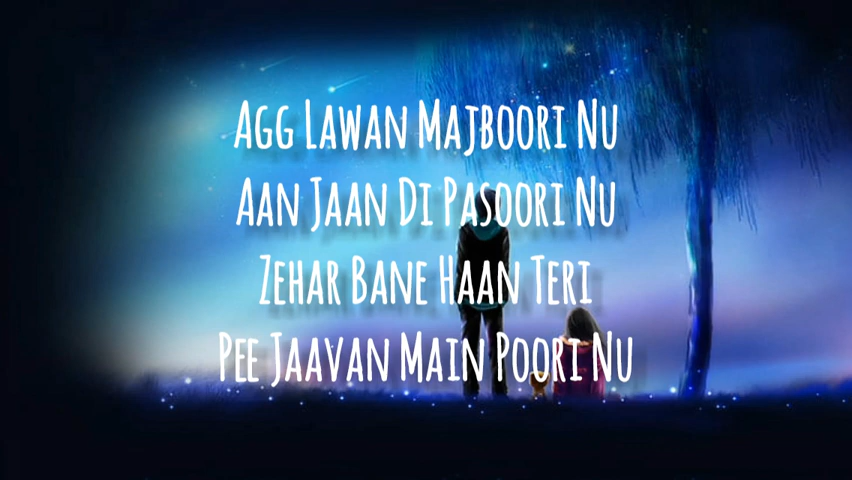 Agg Lawan Majboori Nu
Aan Jaan Di Pasoori Nu
Zehar Bane Haan Teri
Pee Jaavan Main Poori Nu